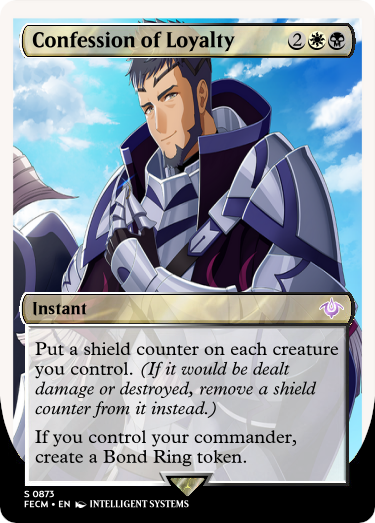 Confession of Loyalty 2
Instant
Put a shield counter on each creature
you control. (If it would be dealt
damage or destroyed, remove a shield
counter from it instead.)
If you control your commander,
create a Bond Ring token.
S 0873
FECM • EN INTELLIGENT SYSTEMS